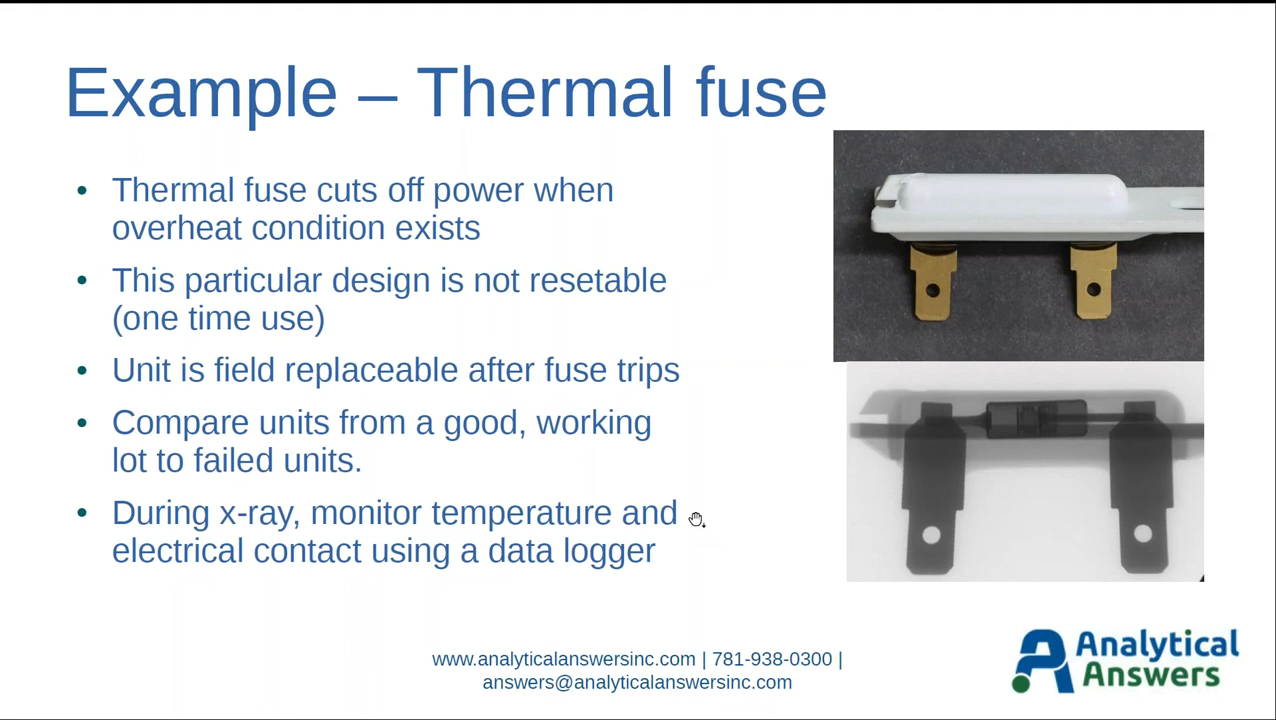 Example – Thermal fuse
• Thermal fuse cuts off power when
overheat condition exists
• This particular design is not resetable
(one time use)
• Unit is field replaceable after fuse trips
• Compare units from a good, working
lot to failed units.
• During x-ray, monitor temperature and
electrical contact using a data logger
www.analyticalanswersinc.com | 781-938-0300 |
answers@analyticalanswersinc.com
Analytical
Answers